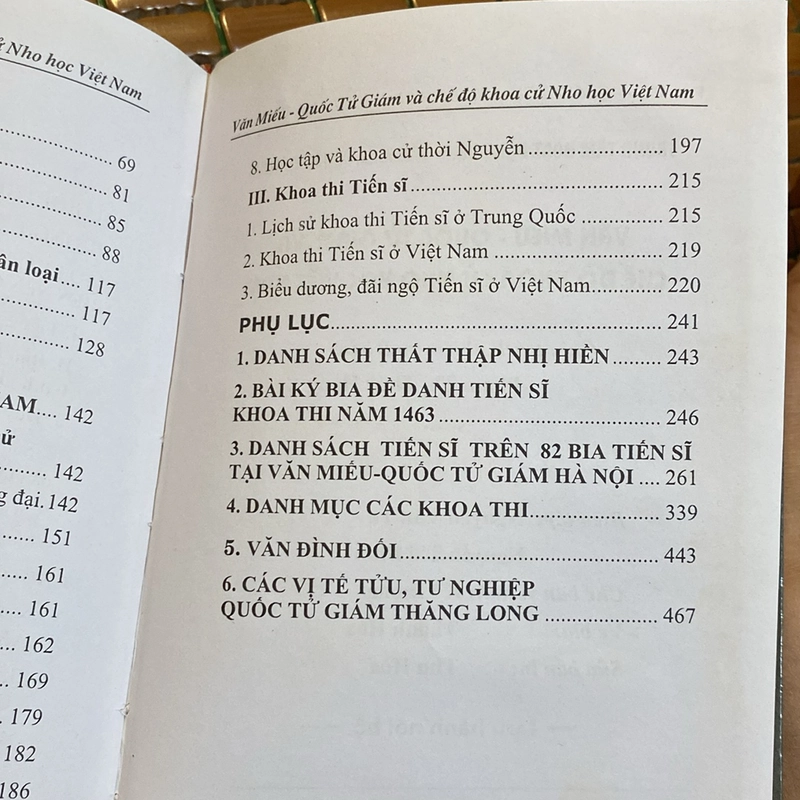 ử Nho học Việt Nam
........................ 69
........................ 81
........................ 85
........................ 88
ân loại.... 117
........................ 117
........................ 128
AM.... 142
ử
......... 142
g đại.142
........ 151
..... 161
.... 161
... 162
.. 169
. 179
. 182
186
Văn Miếu - Quốc Tử Giám và chế độ khoa cử Nho học Việt Nam
8. Học tập và khoa cử thời Nguyễn ........................ 197
III. Khoa thi Tiến sĩ ........................ 215
1. Lịch sử khoa thi Tiến sĩ ở Trung Quốc ............... 215
2. Khoa thi Tiến sĩ ở Việt Nam ........................ 219
3. Biểu dương, đãi ngộ Tiến sĩ ở Việt Nam............ 220
PHỤ LỤC........................ 241
1. DANH SÁCH THẤT THẬP NHỊ HIỀN............ 243
2. BÀI KÝ BIA ĐỀ DANH TIẾN SĨ
KHOA THI NĂM 1463........................ 246
3. DANH SÁCH TIẾN SĨ TRÊN 82 BIA TIẾN SĨ
TẠI VĂN MIẾU-QUỐC TỬ GIÁM HÀ NỘI .... 261
4. DANH MỤC CÁC KHOA THI........................ 339
5. VĂN ĐÌNH ĐỐI........................ 443
6. CÁC VỊ TẾ TỬU, TƯ NGHIỆP
QUỐC TỬ GIÁM THĂNG LONG .................... 467